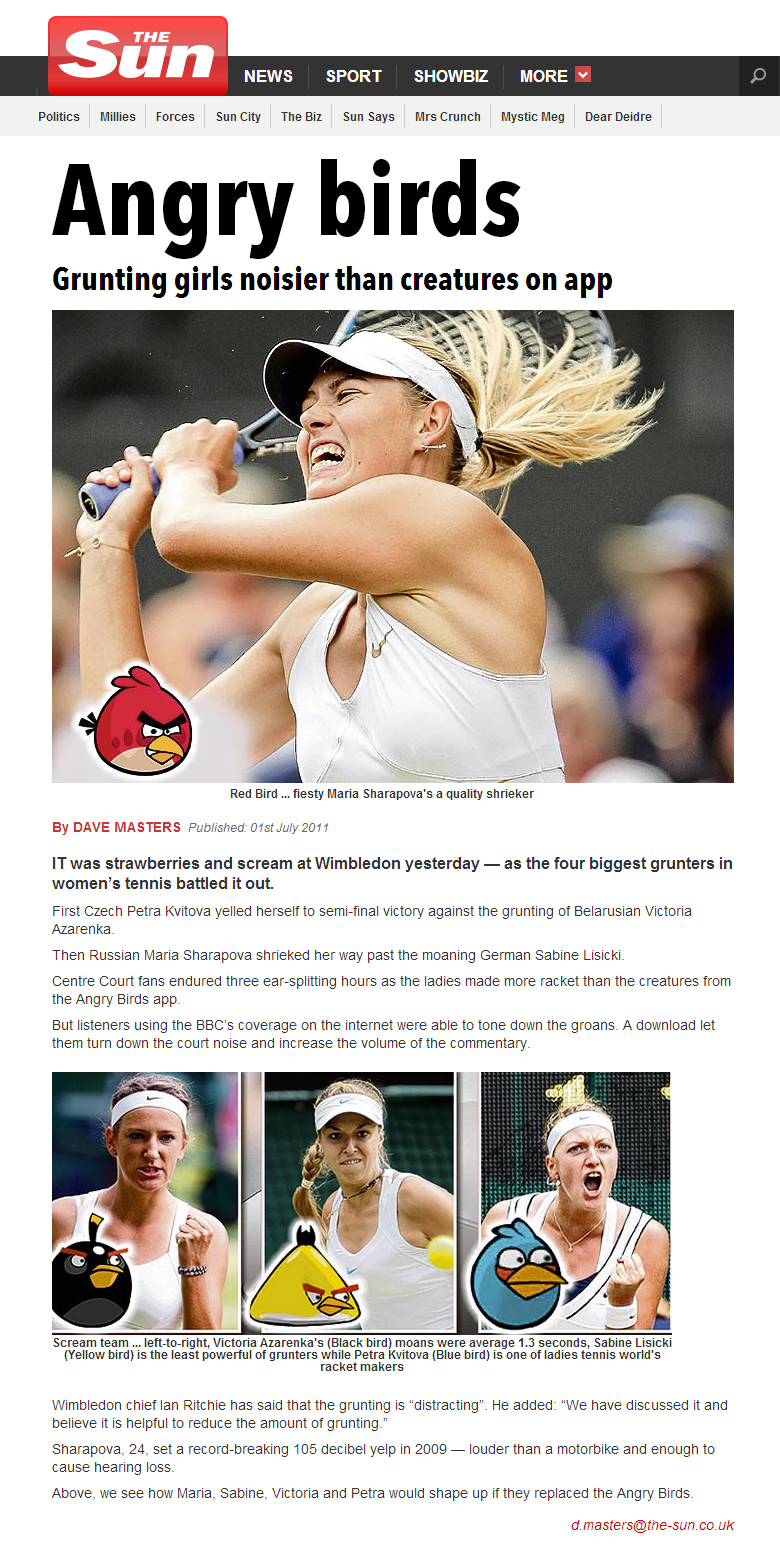 THE
Sun
NEWS SPORT SHOWBIZ MORE
Politics Millies Forces Sun City The Biz Sun Says Mrs Crunch Mystic Meg Dear Deidre
Angry birds
Grunting girls noisier than creatures on app
Red Bird ... fiesty Maria Sharapova's a quality shrieker
By DAVE MASTERS Published: 01st July 2011
IT was strawberries and scream at Wimbledon yesterday — as the four biggest grunters in
women’s tennis battled it out.
First Czech Petra Kvitova yelled herself to semi-final victory against the grunting of Belarusian Victoria
Azarenka.
Then Russian Maria Sharapova shrieked her way past the moaning German Sabine Lisicki.
Centre Court fans endured three ear-splitting hours as the ladies made more racket than the creatures from
the Angry Birds app.
But listeners using the BBC’s coverage on the internet were able to tone down the groans. A download let
them turn down the court noise and increase the volume of the commentary.
Scream team ... left-to-right, Victoria Azarenka's (Black bird) moans were average 1.3 seconds, Sabine Lisicki
(Yellow bird) is the least powerful of grunters while Petra Kvitova (Blue bird) is one of ladies tennis world's
racket makers
Wimbledon chief Ian Ritchie has said that the grunting is “distracting”. He added: “We have discussed it and
believe it is helpful to reduce the amount of grunting.”
Sharapova, 24, set a record-breaking 105 decibel yelp in 2009 — louder than a motorbike and enough to
cause hearing loss.
Above, we see how Maria, Sabine, Victoria and Petra would shape up if they replaced the Angry Birds.
d.masters@the-sun.co.uk